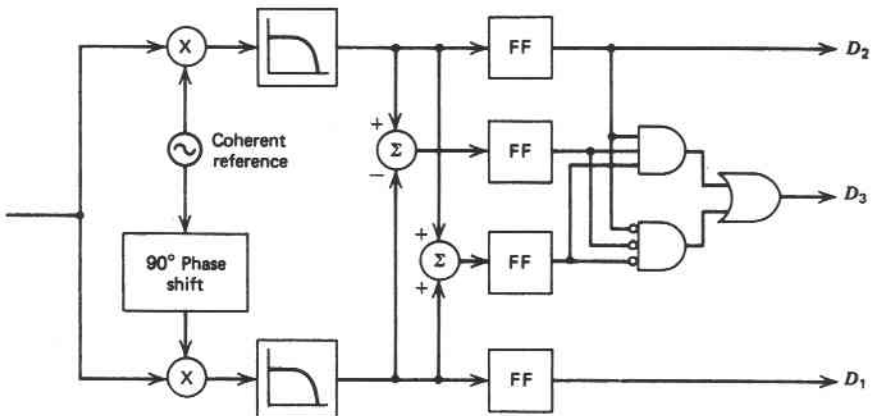 X
FF
D₂
+
Coherent
reference
Σ
−
FF
D₃
90° Phase
shift
+
Σ
+
FF
X
FF
D₁